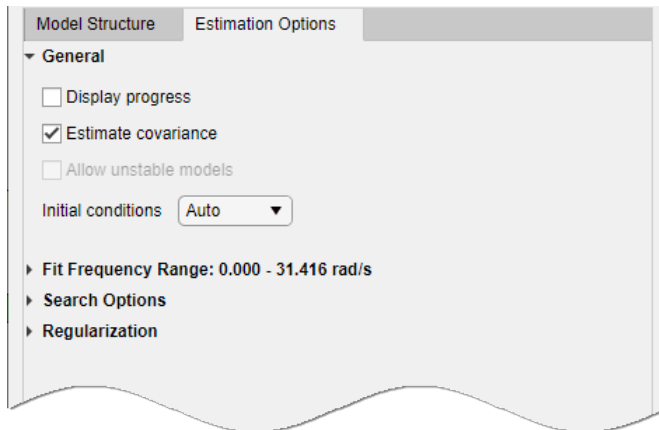 Model Structure Estimation Options
General
Display progress
Estimate covariance
Allow unstable models
Initial conditions Auto
Fit Frequency Range: 0.000 - 31.416 rad/s
Search Options
Regularization